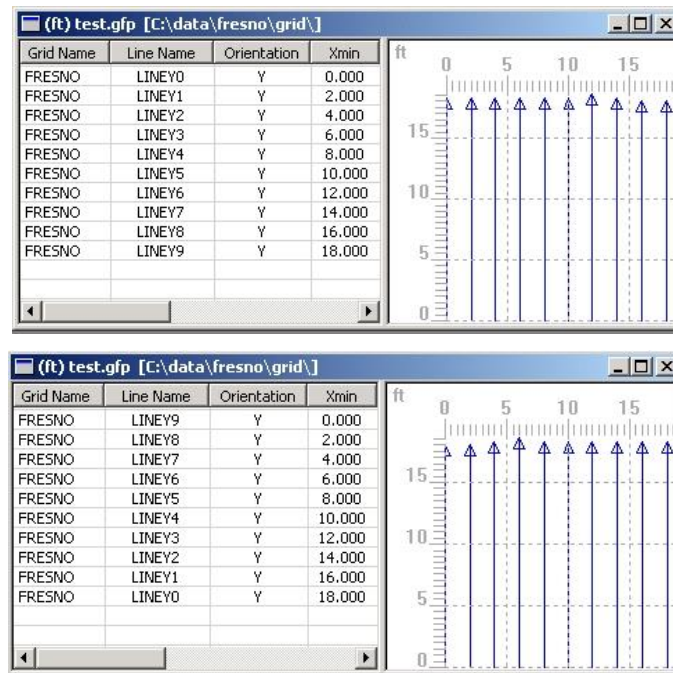 (ft) test.gfp [C:\data\fresno\grid\]
Grid Name Line Name Orientation Xmin
FRESNO LINEY0 Y 0.000
FRESNO LINEY1 Y 2.000
FRESNO LINEY2 Y 4.000
FRESNO LINEY3 Y 6.000
FRESNO LINEY4 Y 8.000
FRESNO LINEY5 Y 10.000
FRESNO LINEY6 Y 12.000
FRESNO LINEY7 Y 14.000
FRESNO LINEY8 Y 16.000
FRESNO LINEY9 Y 18.000
ft
0 5 10 15
15
10
5
0
(ft) test.gfp [C:\data\fresno\grid\]
Grid Name Line Name Orientation Xmin
FRESNO LINEY9 Y 0.000
FRESNO LINEY8 Y 2.000
FRESNO LINEY7 Y 4.000
FRESNO LINEY6 Y 6.000
FRESNO LINEY5 Y 8.000
FRESNO LINEY4 Y 10.000
FRESNO LINEY3 Y 12.000
FRESNO LINEY2 Y 14.000
FRESNO LINEY1 Y 16.000
FRESNO LINEY0 Y 18.000
ft
0 5 10 15
15
10
5
0